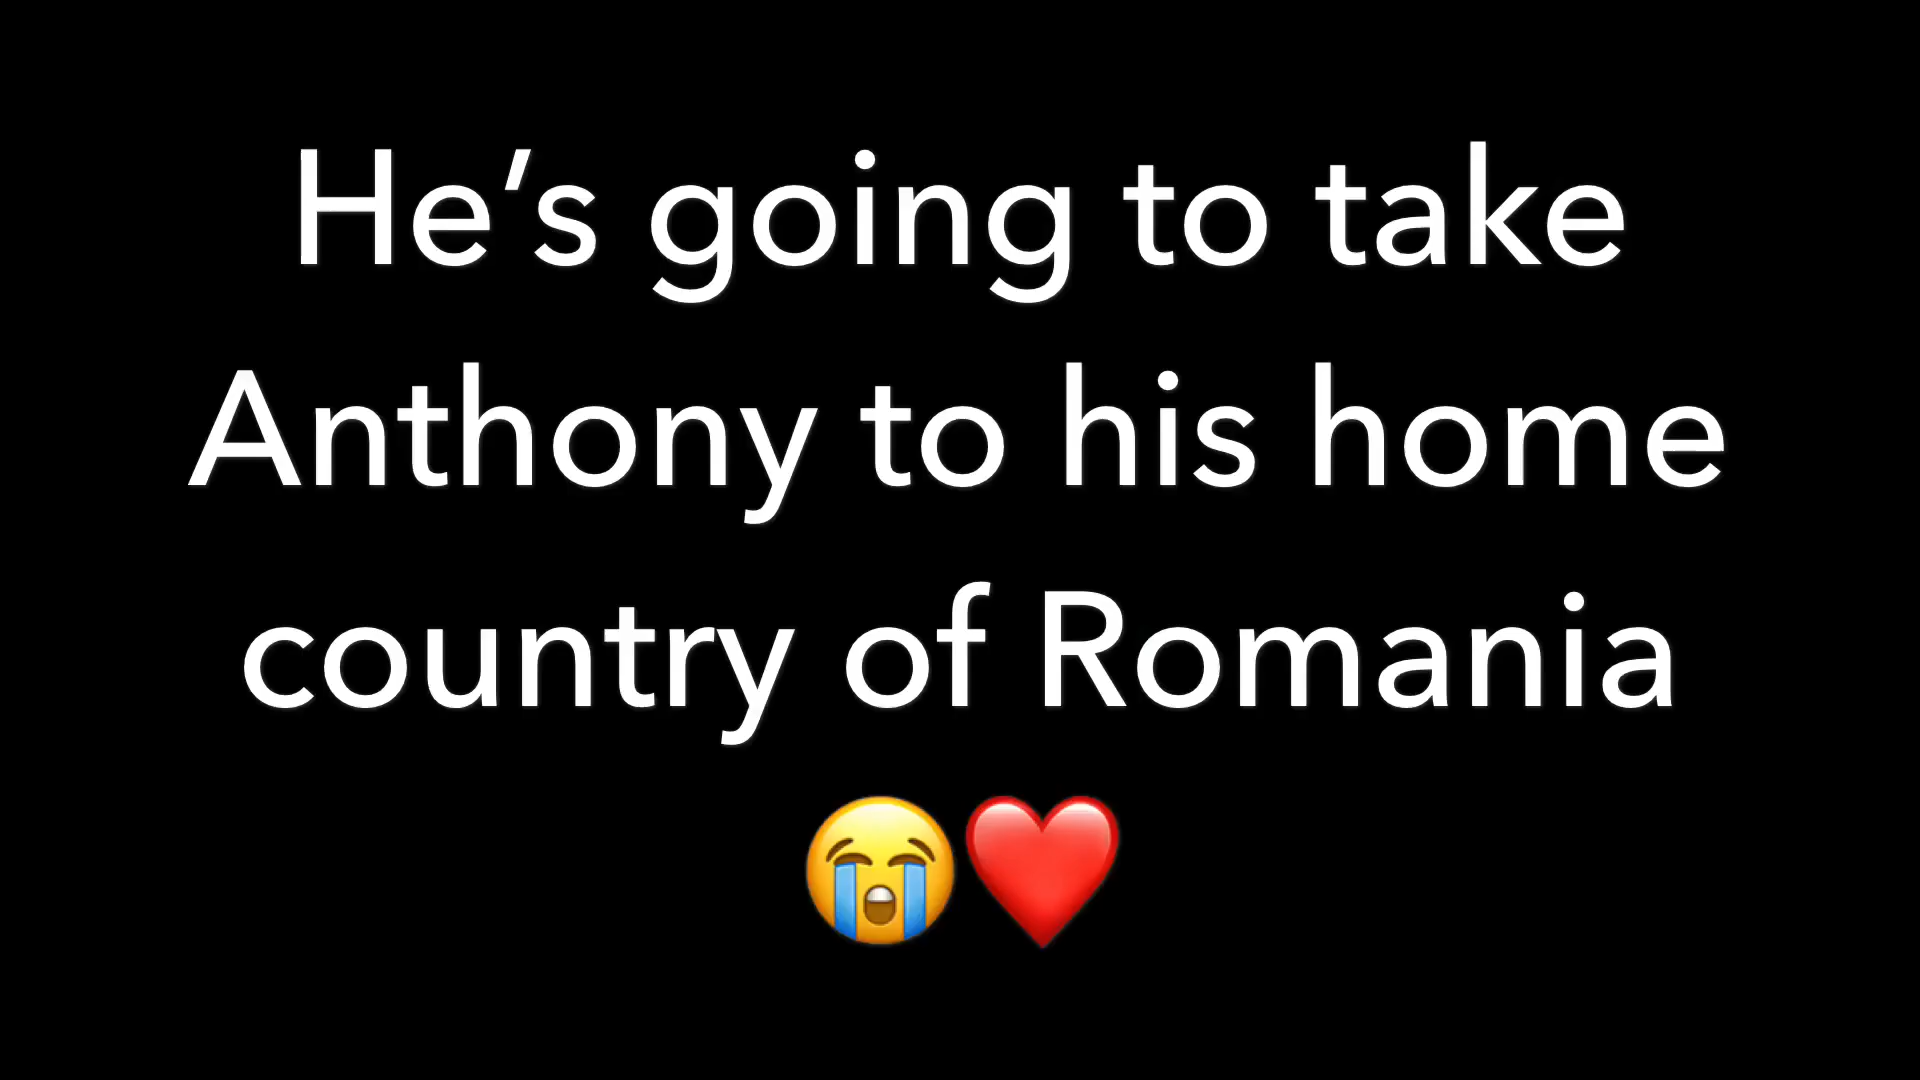 He’s going to take
Anthony to his home
country of Romania
😭❤️